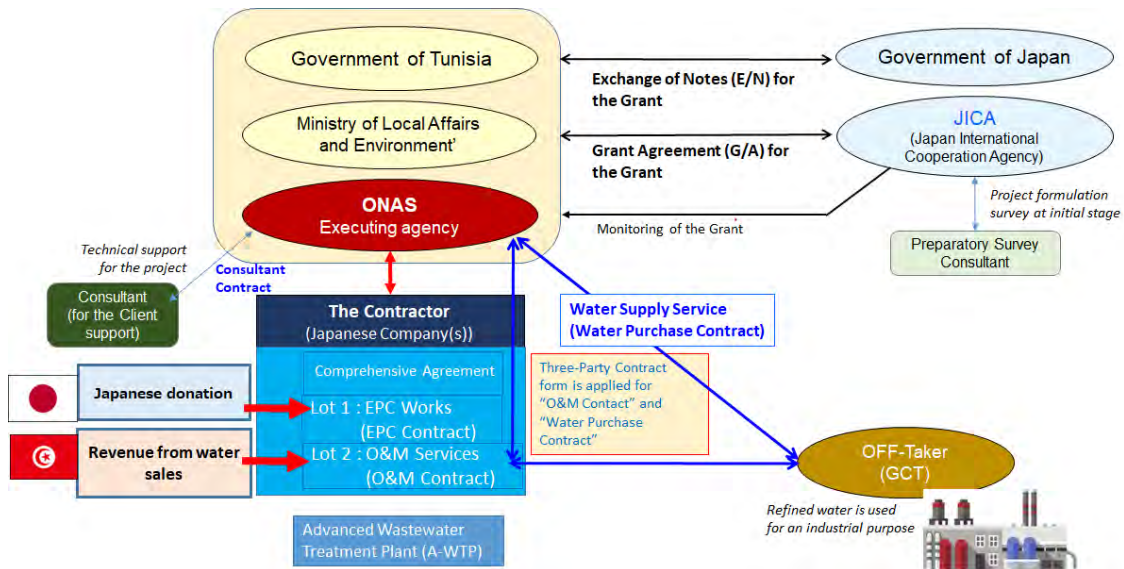 Government of Tunisia
Government of Japan
Exchange of Notes (E/N) for
the Grant
Ministry of Local Affairs
and Environment'
JICA
(Japan International
Cooperation Agency)
Grant Agreement (G/A) for
the Grant
ONAS
Executing agency
Monitoring of the Grant
Project formulation
survey at initial stage
Preparatory Survey
Consultant
Technical support
for the project
Consultant
Contract
Consultant
(for the Client
support)
The Contractor
(Japanese Company(s))
Water Supply Service
(Water Purchase Contract)
Comprehensive Agreement
Three-Party Contract
form is applied for
“O&M Contact” and
“Water Purchase
Contract”
Japanese donation
Lot 1 : EPC Works
(EPC Contract)
Revenue from water
sales
Lot 2 : O&M Services
(O&M Contract)
OFF-Taker
(GCT)
Refined water is used
for an industrial purpose
Advanced Wastewater
Treatment Plant (A-WTP)